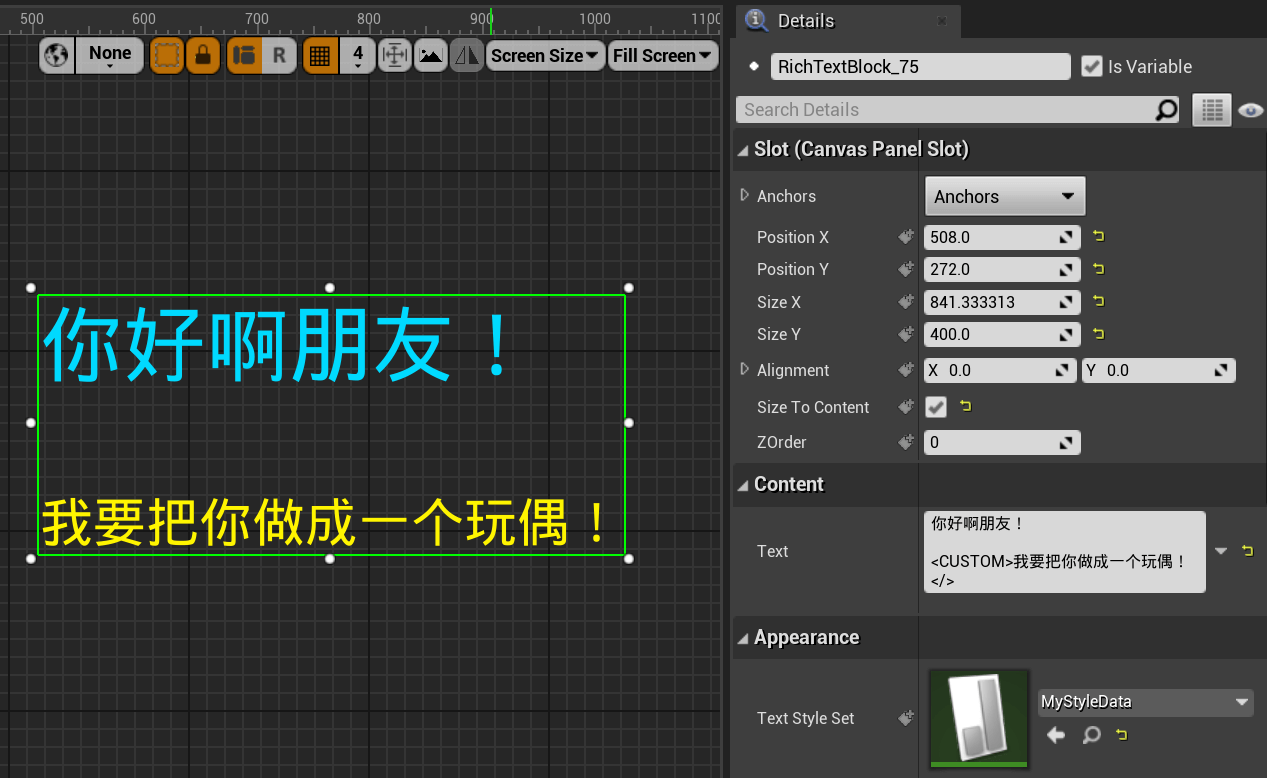 500 600 700 800 900 1000 1100
None R 4 Screen Size Fill Screen
你好啊朋友！
我要把你做成一个玩偶！
Details
RichTextBlock_75 Is Variable
Search Details
Slot (Canvas Panel Slot)
Anchors Anchors
Position X 508.0
Position Y 272.0
Size X 841.333313
Size Y 400.0
Alignment X 0.0 Y 0.0
Size To Content
ZOrder 0
Content
Text
你好啊朋友！
<CUSTOM>我要把你做成一个玩偶！
</>
Appearance
Text Style Set MyStyleData